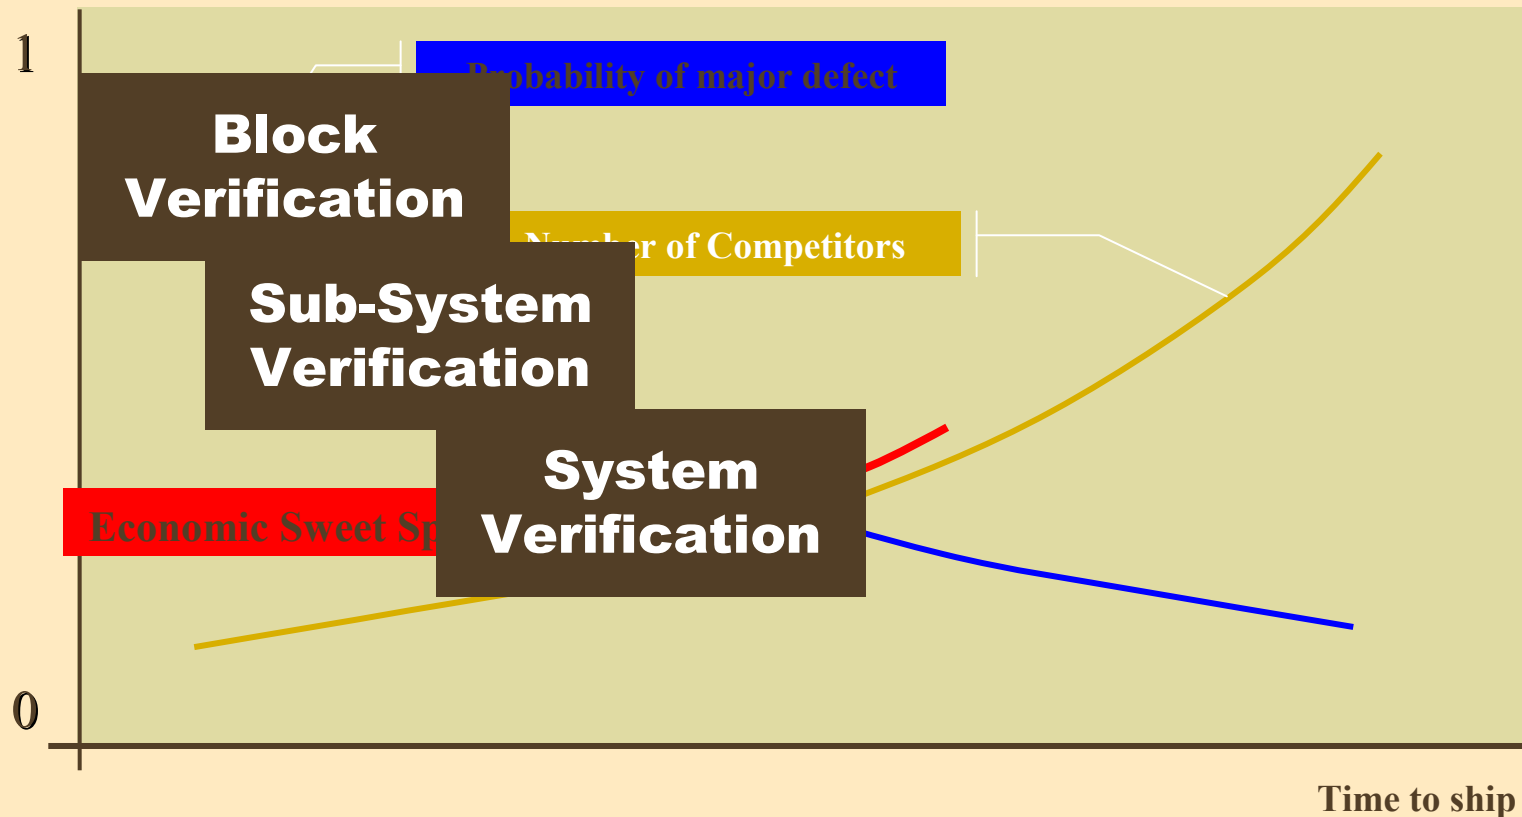 1
Probability of major defect
Block
Verification
Number of Competitors
Sub-System
Verification
System
Verification
Economic Sweet
0
Time to ship